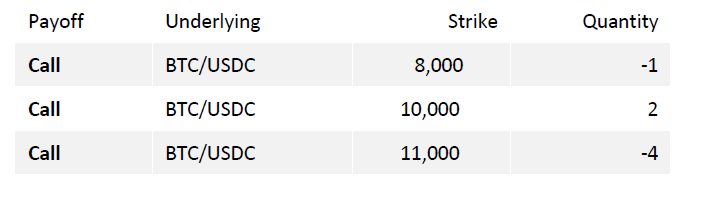 Payoff Underlying Strike Quantity
Call BTC/USDC 8,000 -1
Call BTC/USDC 10,000 2
Call BTC/USDC 11,000 -4